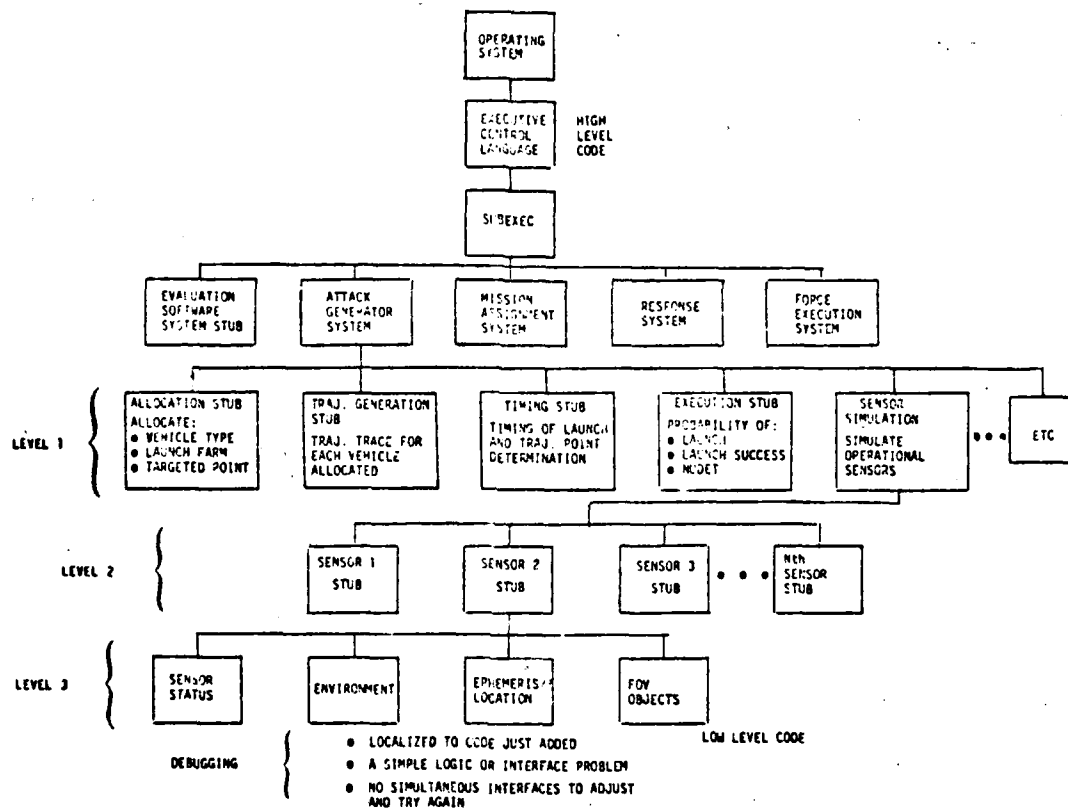 OPERATING
SYSTEM
EXECUTIVE
CONTROL
LANGUAGE
HIGH
LEVEL
CODE
SUBEXEC
EVALUATION
SOFTWARE
SYSTEM STUB
ATTACK
GENERATOR
SYSTEM
MISSION
ASSIGNMENT
SYSTEM
RESPONSE
SYSTEM
FORCE
EXECUTION
SYSTEM
LEVEL 1
ALLOCATION STUB
ALLOCATE:
● VEHICLE TYPE
● LAUNCH FARM
● TARGETED POINT
TRAJ. GENERATION
STUB
TRAJ. TRACE FOR
EACH VEHICLE
ALLOCATED
TIMING STUB
TIMING OF LAUNCH
AND TRAJ. POINT
DETERMINATION
EXECUTION STUB
PROBABILITY OF:
● LAUNCH
● LAUNCH SUCCESS
● NUDET
SENSOR
SIMULATION
SIMULATE
OPERATIONAL
SENSORS
● ● ●
ETC
LEVEL 2
SENSOR 1
STUB
SENSOR 2
STUB
SENSOR 3
STUB
● ● ●
Nth
SENSOR
STUB
LEVEL 3
SENSOR
STATUS
ENVIRONMENT
EPHEMERIS/
LOCATION
FOV
OBJECTS
LOW LEVEL CODE
DEBUGGING
● LOCALIZED TO CODE JUST ADDED
● A SIMPLE LOGIC OR INTERFACE PROBLEM
● NO SIMULTANEOUS INTERFACES TO ADJUST
AND TRY AGAIN